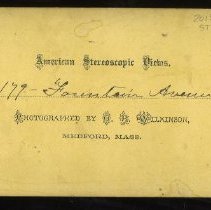 American Stereoscopic Views.
179- Fountain Avenue
PHOTOGRAPHED BY C. H. WILKINSON,
MEDFORD, MASS.